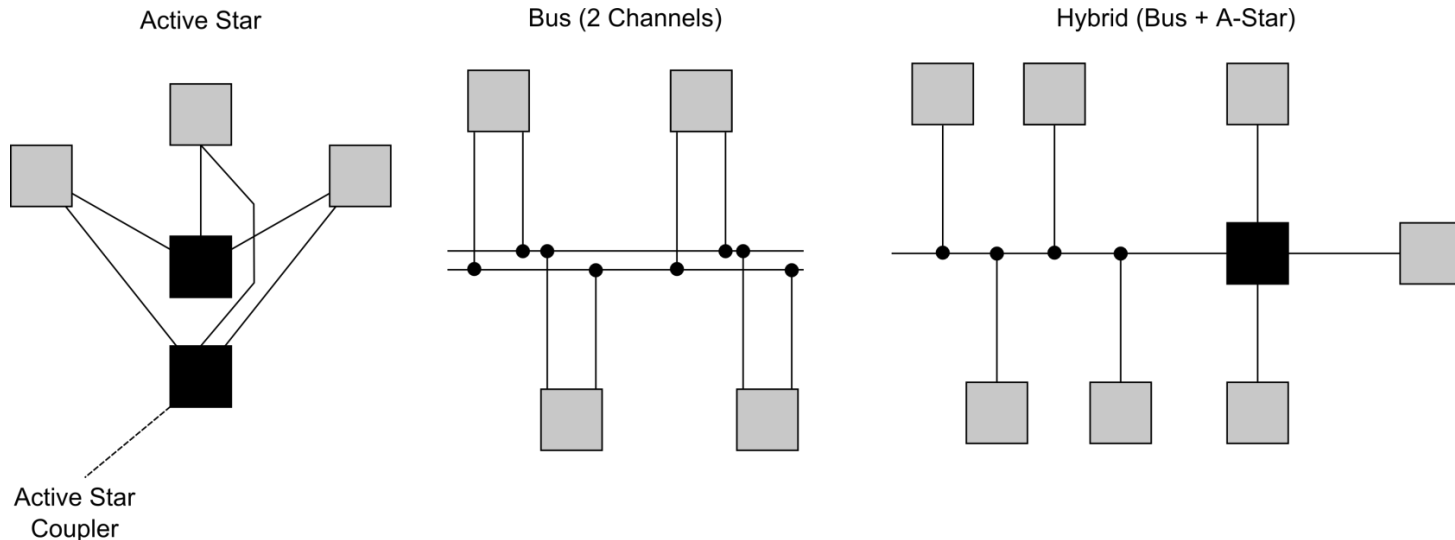 Active Star
Bus (2 Channels)
Hybrid (Bus + A-Star)
Active Star
Coupler